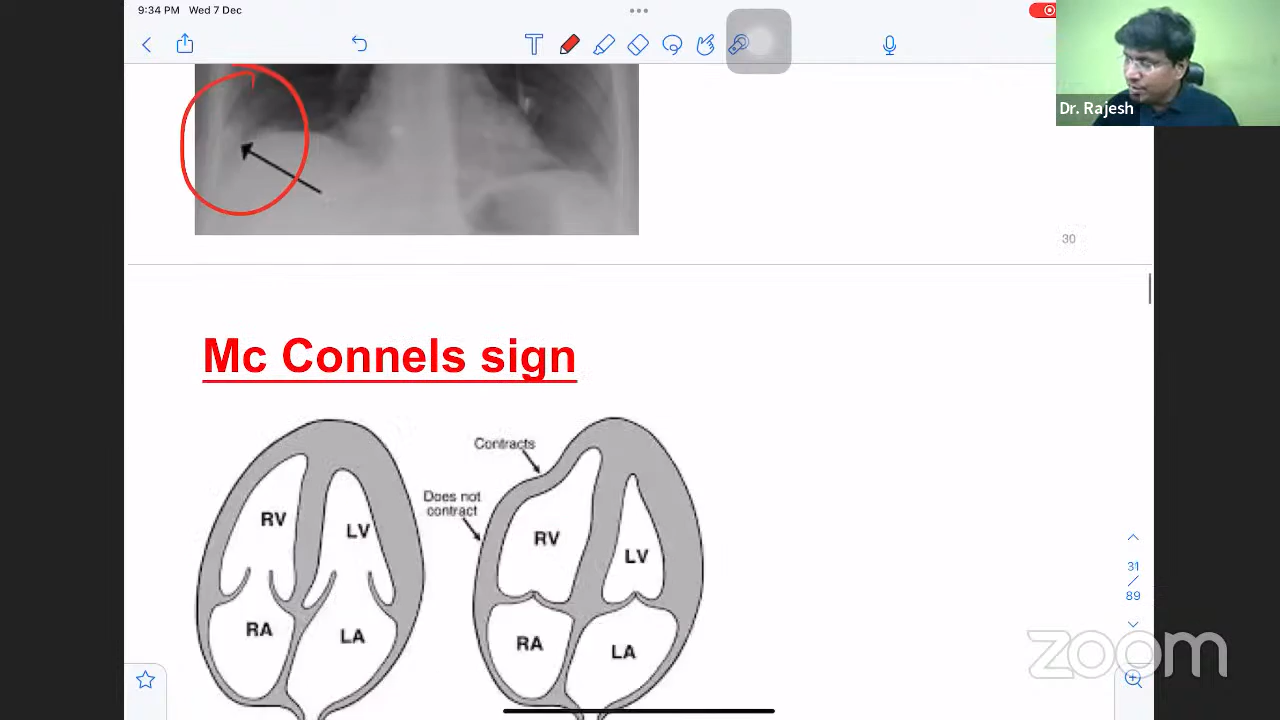 9:34 PM Wed 7 Dec
T
Dr. Rajesh
30
Mc Connels sign
Contracts
Does not
contract
RV
LV
RA
LA
RV
LV
RA
LA
31
/
89
zoom